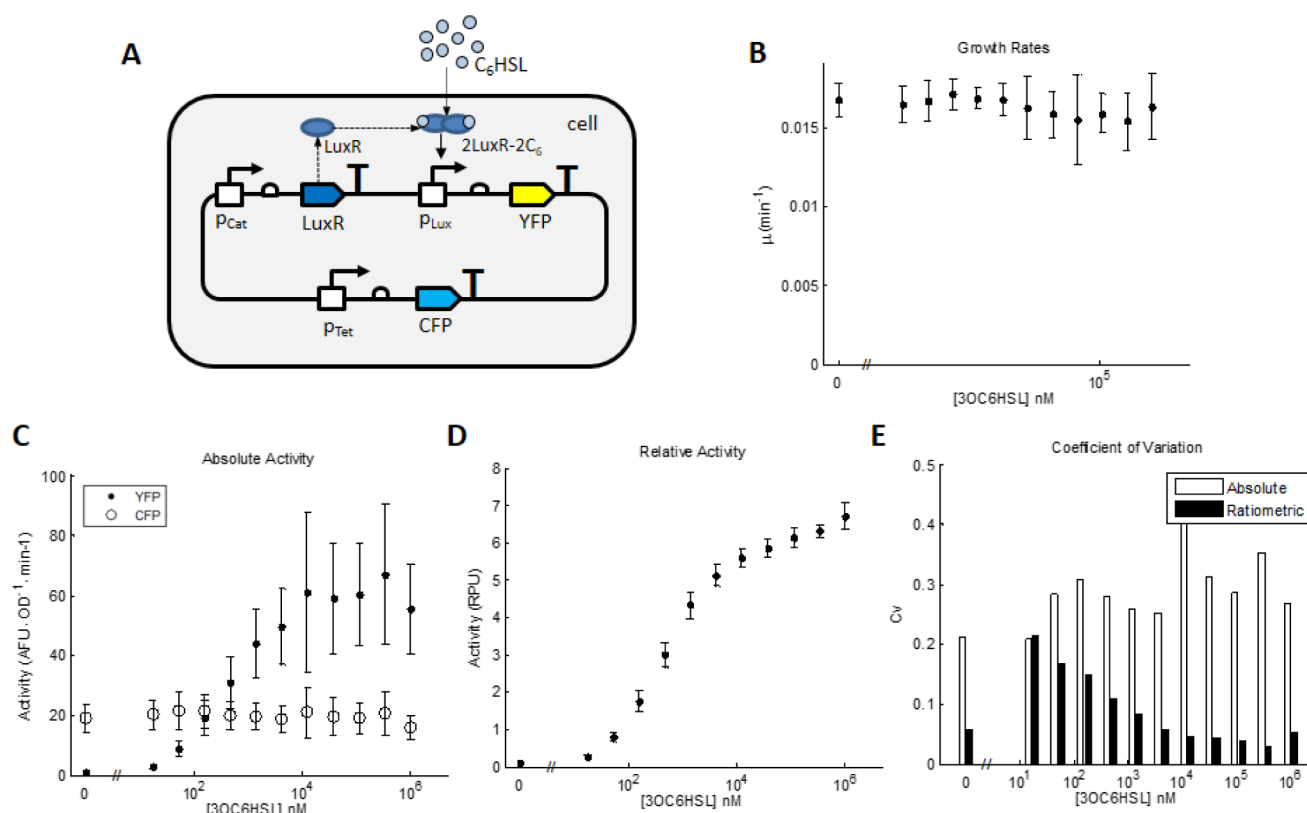 A
C₆HSL
cell
LuxR
2LuxR-2C₆
T
T
pCat
LuxR
pLux
YFP
T
pTet
CFP
B
Growth Rates
0.015
0.01
0.005
0
μ(min⁻¹)
0
//
10⁵
[3OC6HSL] nM
C
Absolute Activity
YFP
CFP
100
80
60
40
20
0
Activity (AFU· OD⁻¹· min-1)
0
//
10²
10⁴
10⁶
[3OC6HSL] nM
D
Relative Activity
8
7
6
5
4
3
2
1
0
Activity (RPU)
0
//
10²
10⁴
10⁶
[3OC6HSL] nM
E
Coefficient of Variation
Absolute
Ratiometric
0.5
0.4
0.3
0.2
0.1
0
Cv
0
//
10¹
10²
10³
10⁴
10⁵
10⁶
[3OC6HSL] nM